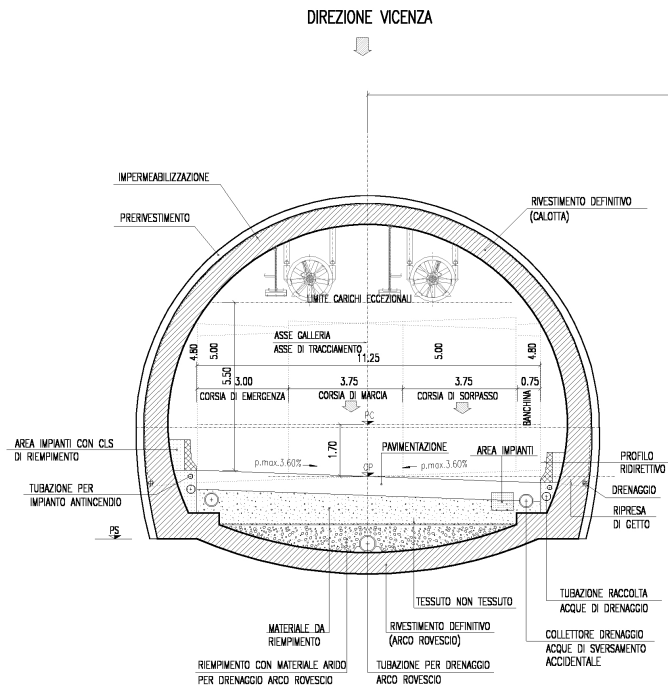 DIREZIONE VICENZA
IMPERMEABILIZZAZIONE
PRERIVESTIMENTO
RIVESTIMENTO DEFINITIVO
(CALOTTA)
LIMITE CARICHI ECCEZIONALI
ASSE GALLERIA
ASSE DI TRACCIAMENTO
4.80
5.00
5.50
11.25
5.00
4.80
3.00
3.75
3.75
0.75
CORSIA DI EMERGENZA
CORSIA DI MARCIA
CORSIA DI SORPASSO
BANCHINA
PC
1.70
AREA IMPIANTI CON CLS
DI RIEMPIMENTO
PAVIMENTAZIONE
AREA IMPIANTI
PROFILO
RIDIRETTIVO
p.max.3.60%
QP
p.max.3.60%
TUBAZIONE PER
IMPIANTO ANTINCENDIO
DRENAGGIO
RIPRESA
DI GETTO
PS
TESSUTO NON TESSUTO
TUBAZIONE RACCOLTA
ACQUE DI DRENAGGIO
MATERIALE DA
RIEMPIMENTO
RIVESTIMENTO DEFINITIVO
(ARCO ROVESCIO)
COLLETTORE DRENAGGIO
ACQUE DI SVERSAMENTO
ACCIDENTALE
RIEMPIMENTO CON MATERIALE ARIDO
PER DRENAGGIO ARCO ROVESCIO
TUBAZIONE PER DRENAGGIO
ARCO ROVESCIO